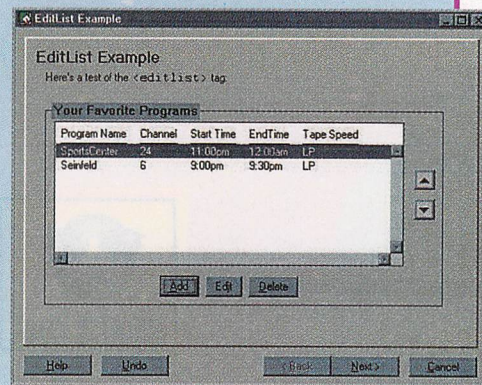 EditList Example
EditList Example
Here's a test of the <editlist> tag:
Your Favorite Programs
Program Name Channel Start Time EndTime Tape Speed
SportsCenter 24 11:00pm 12:00am LP
Seinfeld 6 9:00pm 9:30pm LP
Add Edit Delete
Help Undo < Back Next > Cancel